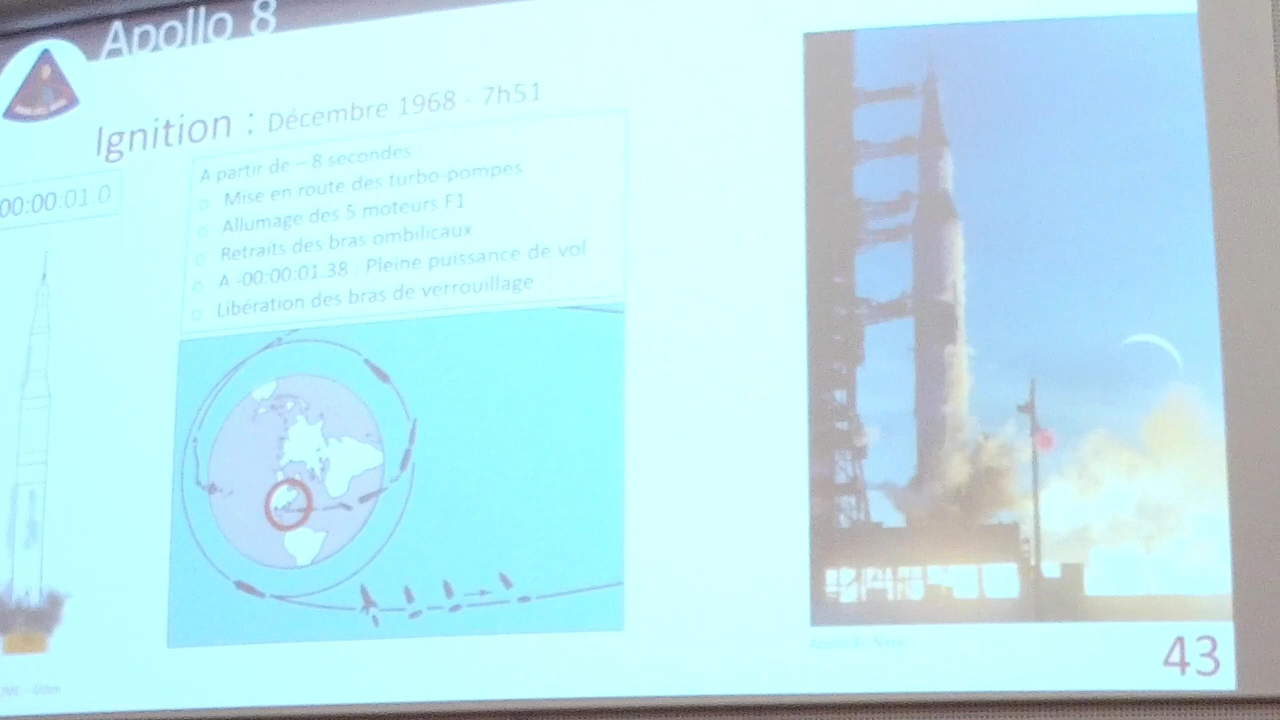 Apollo 8
Ignition : Décembre 1968 - 7h51
00:00:01.0
A partir de – 8 secondes
Mise en route des turbo-pompes
Allumage des 5 moteurs F1
Retraits des bras ombilicaux
A -00:00:01.38 : Pleine puissance de vol
Libération des bras de verrouillage
43